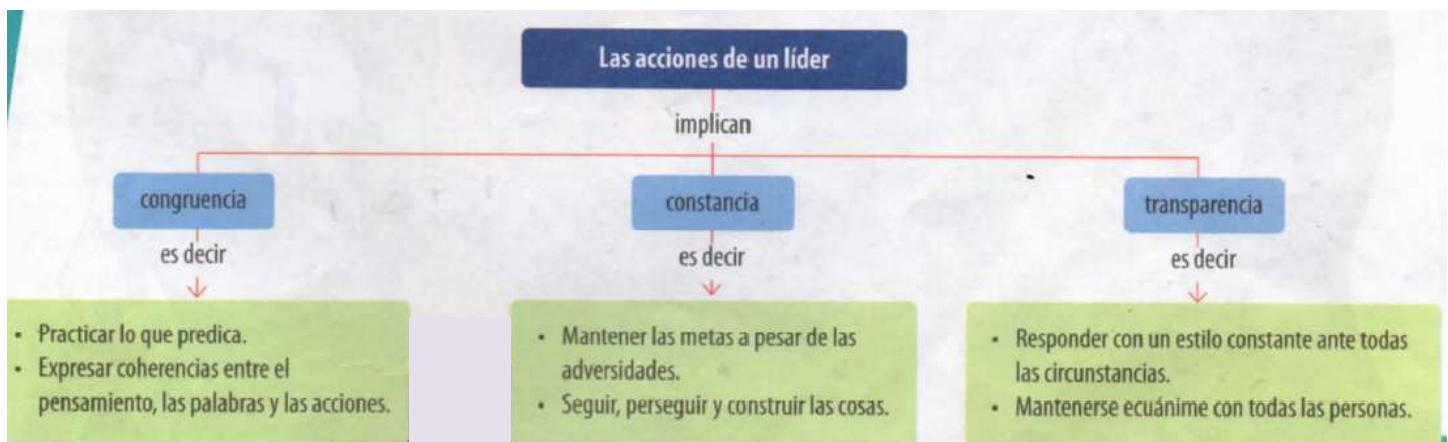 Las acciones de un líder
implican
congruencia
constancia
transparencia
es decir
es decir
es decir
• Practicar lo que predica.
• Expresar coherencias entre el
pensamiento, las palabras y las acciones.
• Mantener las metas a pesar de las
adversidades.
• Seguir, perseguir y construir las cosas.
• Responder con un estilo constante ante todas
las circunstancias.
• Mantenerse ecuánime con todas las personas.